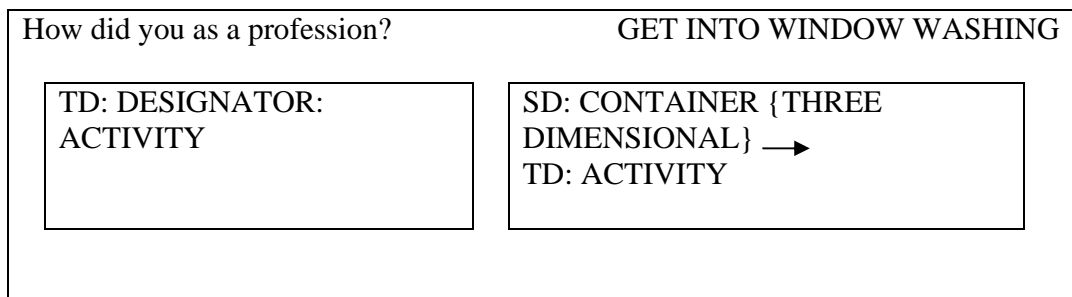 How did you as a profession? GET INTO WINDOW WASHING
TD: DESIGNATOR:
ACTIVITY
SD: CONTAINER {THREE
DIMENSIONAL}
TD: ACTIVITY